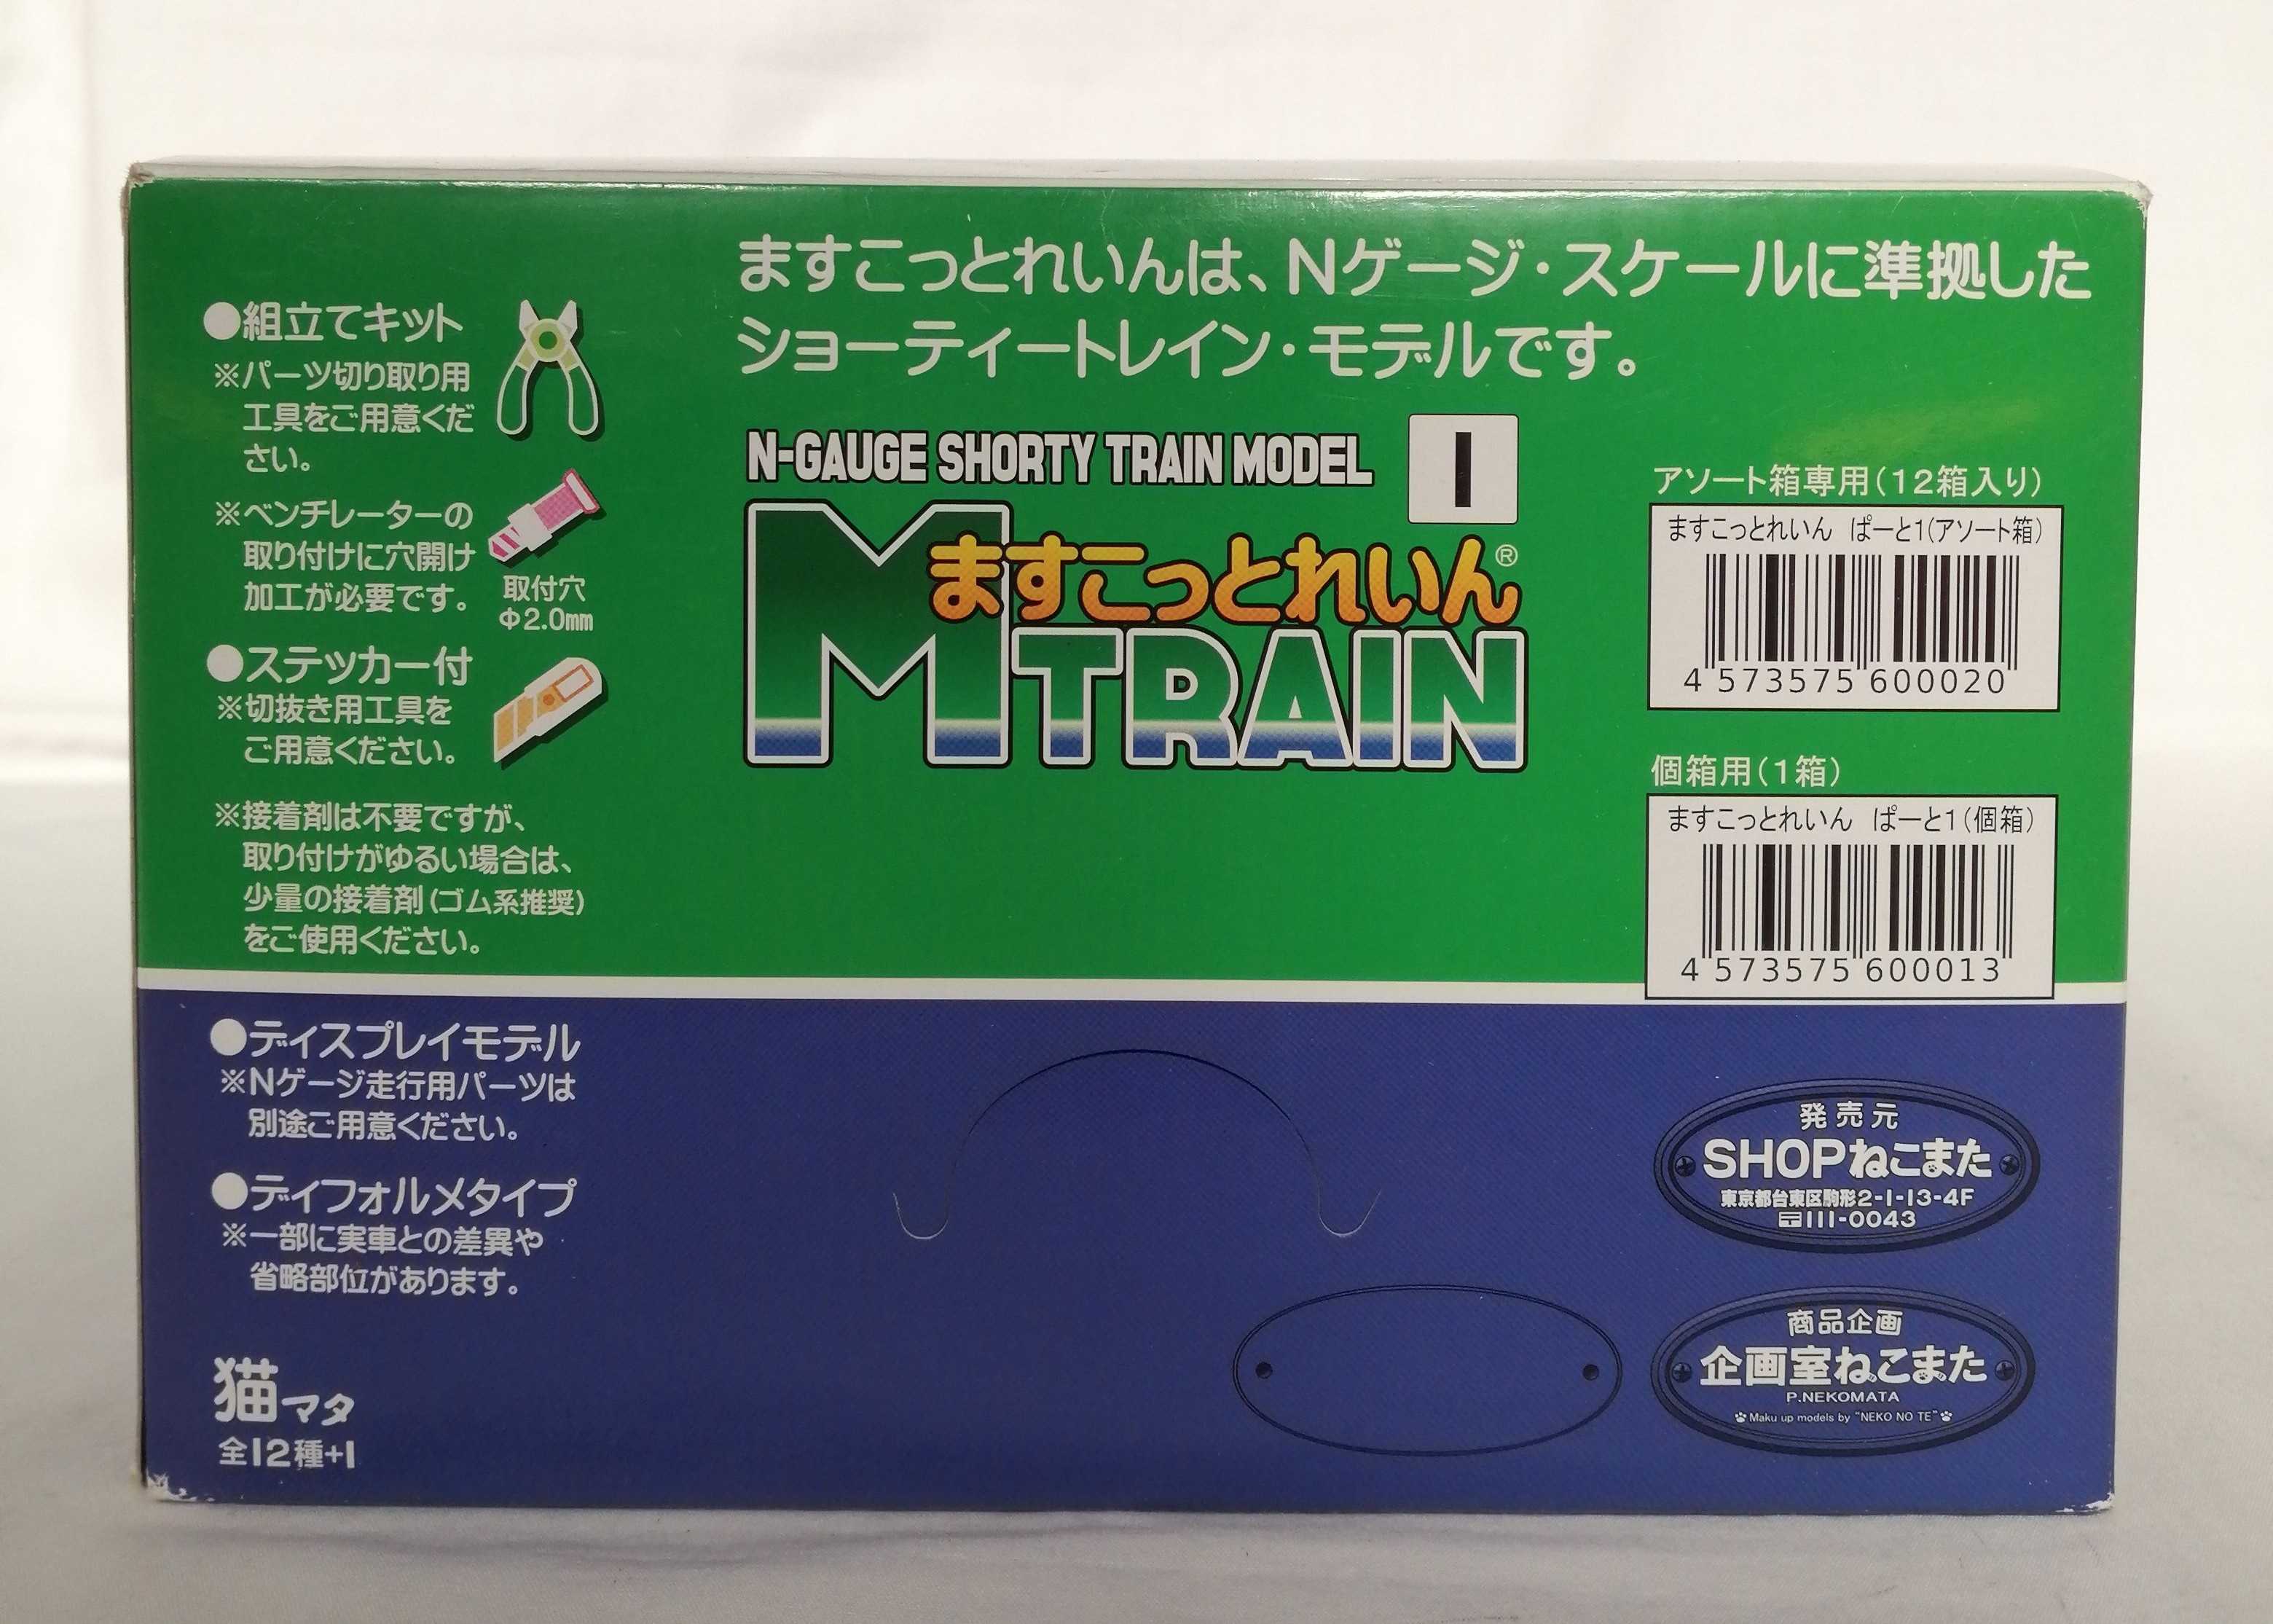 ますこっとれいんは、Nゲージ・スケールに準拠した
ショーティートレイン・モデルです。
●組立てキット
※パーツ切り取り用
工具をご用意くだ
さい。
※ベンチレーターの
取り付けに穴開け
加工が必要です。
取付穴
Φ2.0mm
●ステッカー付
※切抜き用工具を
ご用意ください。
※接着剤は不要ですが、
取り付けがゆるい場合は、
少量の接着剤(ゴム系推奨)
をご使用ください。
●ディスプレイモデル
※Nゲージ走行用パーツは
別途ご用意ください。
●ディフォルメタイプ
※一部に実車との差異や
省略部位があります。
猫マタ
全12種+1
N-GAUGE SHORTY TRAIN MODEL
1
ますこっとれいん®
MTRAIN
アソート箱専用(12箱入り)
ますこっとれいん ぱーと1(アソート箱)
4 573575 600020
個箱用(1箱)
ますこっとれいん ぱーと1(個箱)
4 573575 600013
発売元
SHOPねこまた
東京都台東区駒形2-1-13-4F
〒111-0043
商品企画
企画室ねこまた
P.NEKOMATA
Maku up models by "NEKO NO TE"